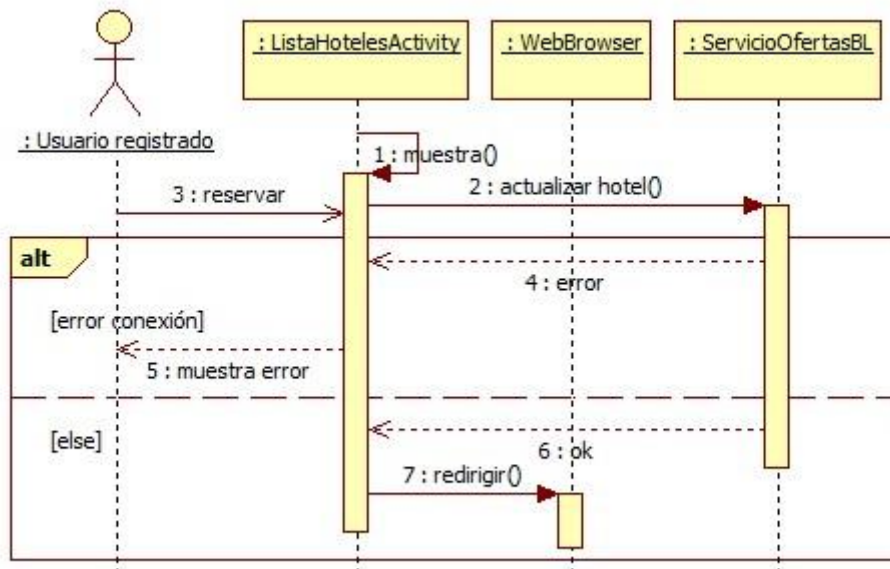 : ListaHotelesActivity
: WebBrowser
: ServicioOfertasBL
: Usuario registrado
1 : muestra()
2 : actualizar hotel()
3 : reservar
alt
4 : error
[error conexión]
5 : muestra error
[else]
6 : ok
7 : redirigir()